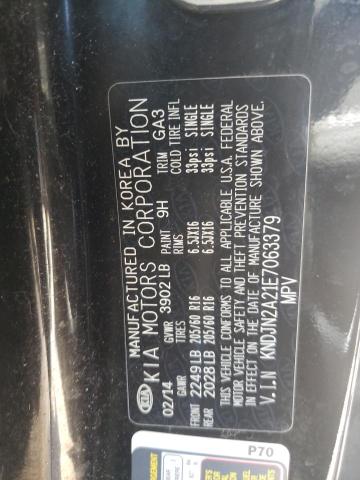 MANUFACTURED IN KOREA BY
KIA KIA MOTORS CORPORATION
02/14 GVWR 3902LB PAINT 9H TRIM GA3
GAWR TIRES RIMS COLD TIRE INFL
FRONT 2249LB 205/60 R16 6.5JX16 33psi SINGLE
REAR 2028LB 205/60 R16 6.5JX16 33psi SINGLE
THIS VEHICLE CONFORMS TO ALL APPLICABLE U.S.A. FEDERAL
MOTOR VEHICLE SAFETY AND THEFT PREVENTION STANDARDS
IN EFFECT ON THE DATE OF MANUFACTURE SHOWN ABOVE.
V.I.N KNDJN2A21E7063379
MPV
P70